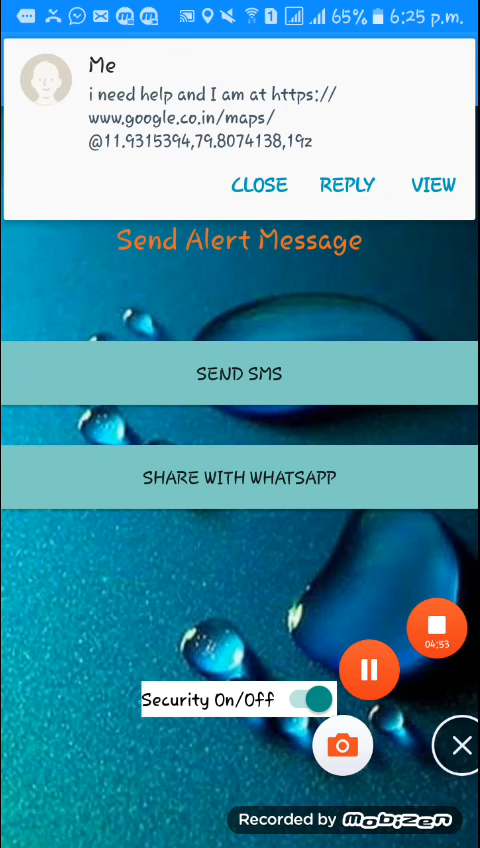 65% 6:25 p.m.
Me
i need help and I am at https://
www.google.co.in/maps/
@11.9315394,79.8074138,19z
CLOSE REPLY VIEW
Send Alert Message
SEND SMS
SHARE WITH WHATSAPP
04:53
Security On/Off
Recorded by Mobizen